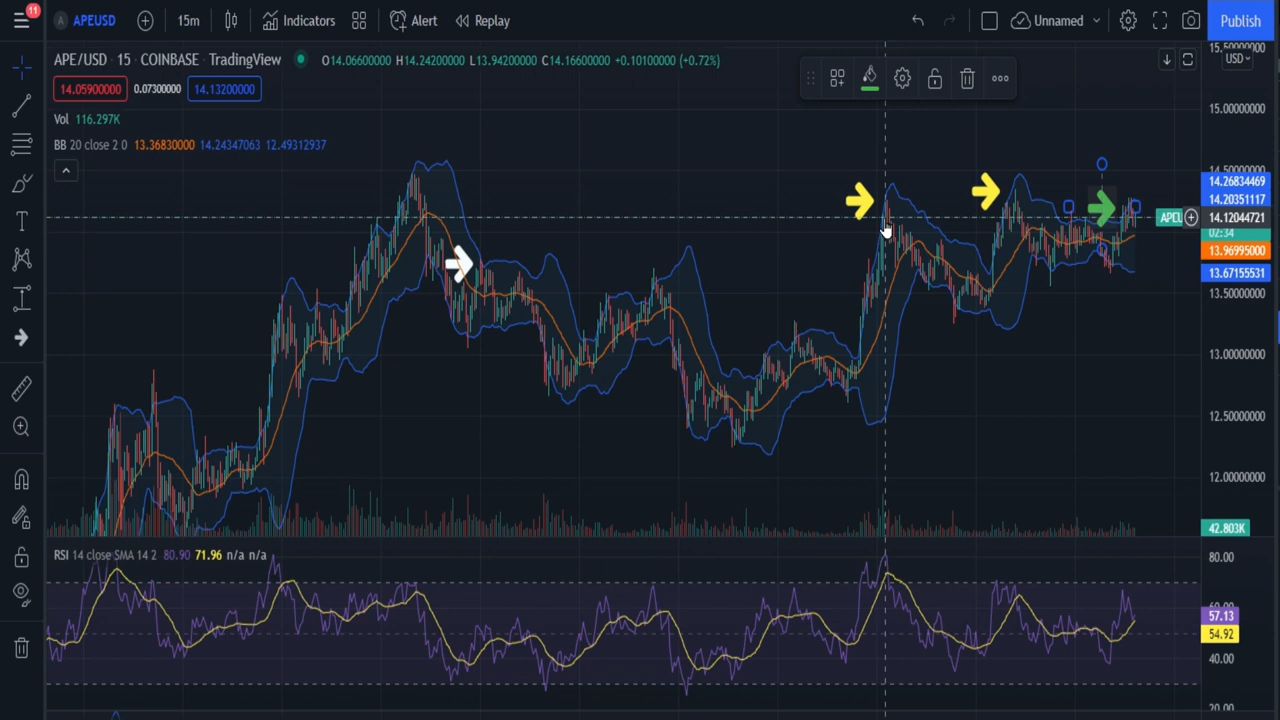 11
A APEUSD 15m Indicators Alert Replay Unnamed Publish
APE/USD · 15 · COINBASE · TradingView O14.06600000 H14.24200000 L13.94200000 C14.16600000 +0.10100000 (+0.72%)
USD
14.05900000 0.07300000 14.13200000
Vol 116.297K
BB 20 close 2 0 13.36830000 14.24347063 12.49312937
15.00000000
14.26834469
14.20351117
14.12044721
02:34
13.96995000
13.67155531
13.50000000
13.00000000
12.50000000
12.00000000
42.803K
RSI 14 close SMA 14 2 80.90 71.96 n/a n/a
80.00
57.13
54.92
40.00
20.00